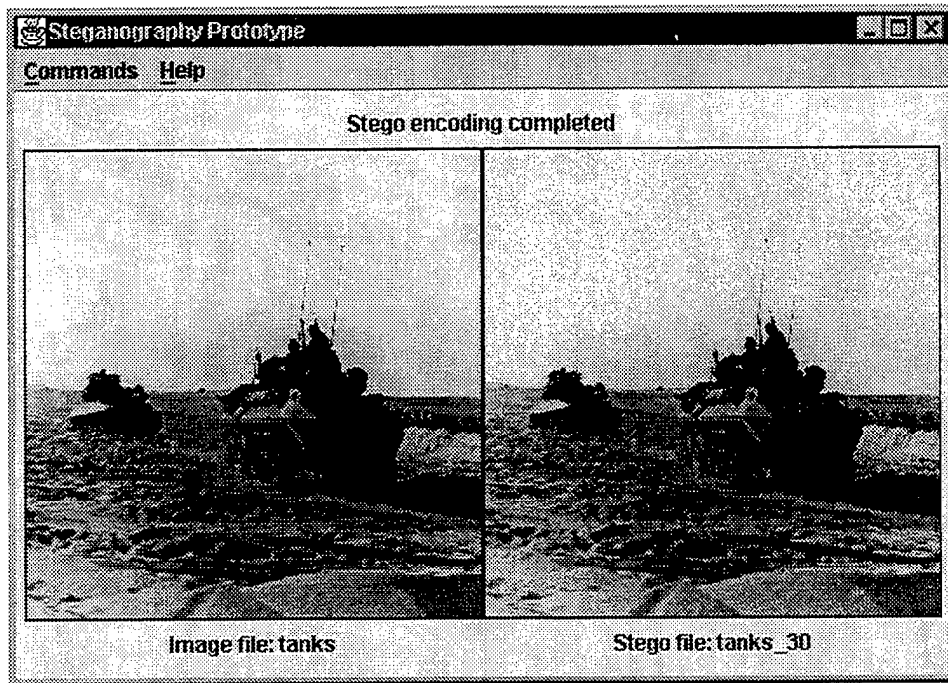 Steganography Prototype
Commands Help
Stego encoding completed
Image file: tanks
Stego file: tanks_30